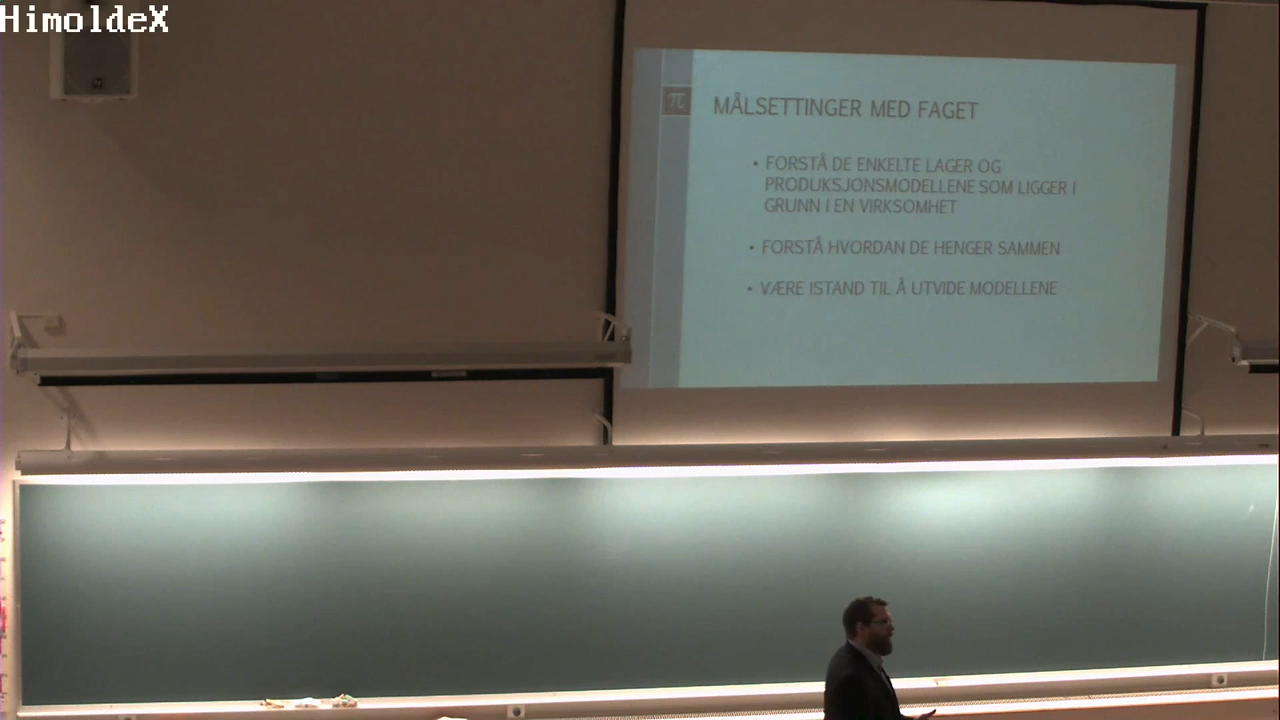 HimoldeX
π
MÅLSETTINGER MED FAGET
• FORSTÅ DE ENKELTE LAGER OG
PRODUKSJONSMODELLENE SOM LIGGER I
GRUNN I EN VIRKSOMHET
• FORSTÅ HVORDAN DE HENGER SAMMEN
• VÆRE ISTAND TIL Å UTVIDE MODELLENE